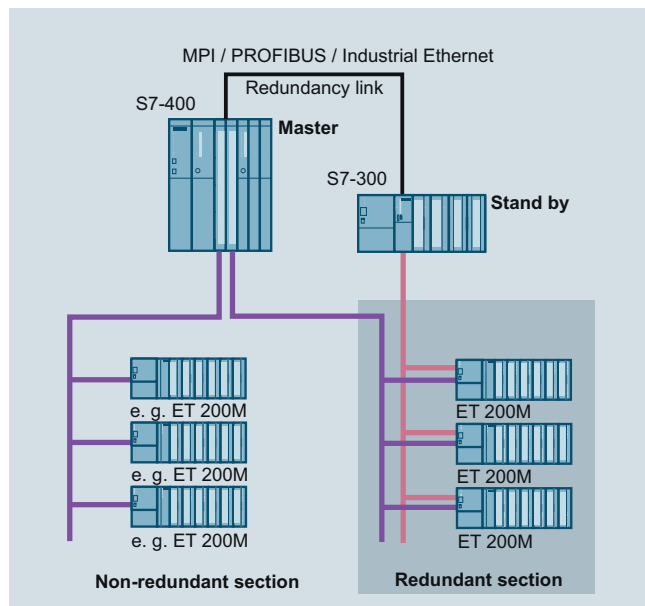 MPI / PROFIBUS / Industrial Ethernet
Redundancy link
S7-400
Master
S7-300
Stand by
e. g. ET 200M
ET 200M
e. g. ET 200M
ET 200M
e. g. ET 200M
ET 200M
Non-redundant section
Redundant section